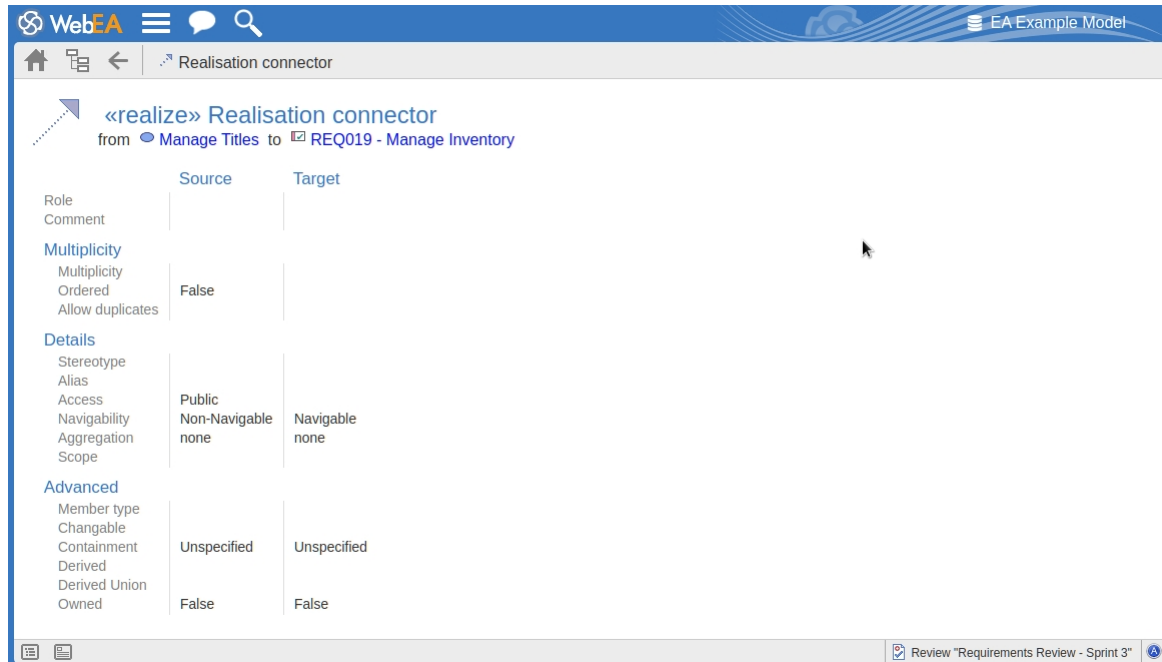 WebEA
EA Example Model
Realisation connector
«realize» Realisation connector
from Manage Titles to REQ019 - Manage Inventory
Source Target
Role
Comment
Multiplicity
Multiplicity
Ordered False
Allow duplicates
Details
Stereotype
Alias
Access Public
Navigability Non-Navigable Navigable
Aggregation none none
Scope
Advanced
Member type
Changable
Containment Unspecified Unspecified
Derived
Derived Union
Owned False False
Review "Requirements Review - Sprint 3" A